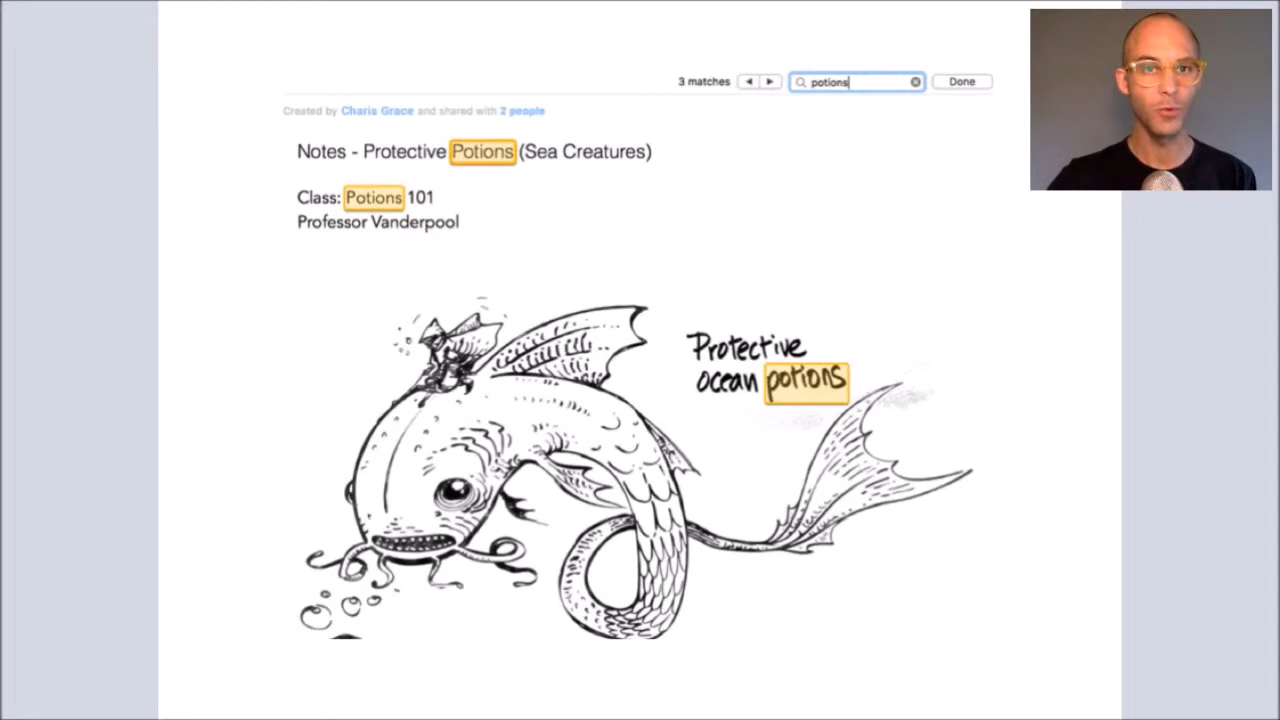 3 matches potions Done
Created by Charis Grace and shared with 2 people
Notes - Protective Potions (Sea Creatures)
Class: Potions 101
Professor Vanderpool
Protective
ocean potions